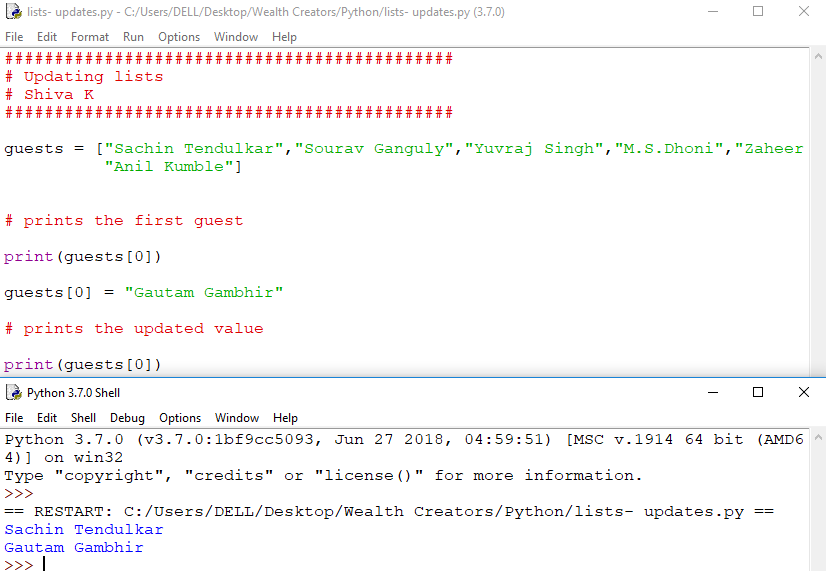 lists- updates.py - C:/Users/DELL/Desktop/Wealth Creators/Python/lists- updates.py (3.7.0)
File Edit Format Run Options Window Help
#############################################
# Updating lists
# Shiva K
#############################################
guests = ["Sachin Tendulkar","Sourav Ganguly","Yuvraj Singh","M.S.Dhoni","Zaheer
"Anil Kumble"]
# prints the first guest
print(guests[0])
guests[0] = "Gautam Gambhir"
# prints the updated value
print(guests[0])
Python 3.7.0 Shell
File Edit Shell Debug Options Window Help
Python 3.7.0 (v3.7.0:1bf9cc5093, Jun 27 2018, 04:59:51) [MSC v.1914 64 bit (AMD6
4)] on win32
Type "copyright", "credits" or "license()" for more information.
>>>
== RESTART: C:/Users/DELL/Desktop/Wealth Creators/Python/lists- updates.py ==
Sachin Tendulkar
Gautam Gambhir
>>>